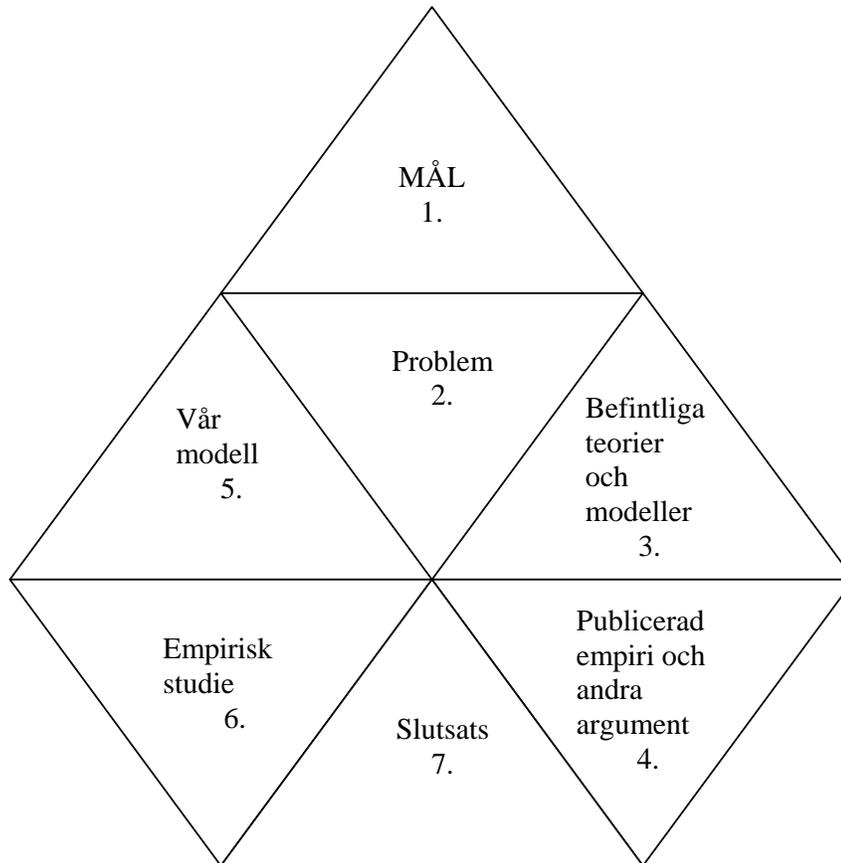 MÅL
1.
Problem
2.
Vår
modell
5.
Befintliga
teorier
och
modeller
3.
Empirisk
studie
6.
Slutsats
7.
Publicerad
empiri och
andra
argument
4.